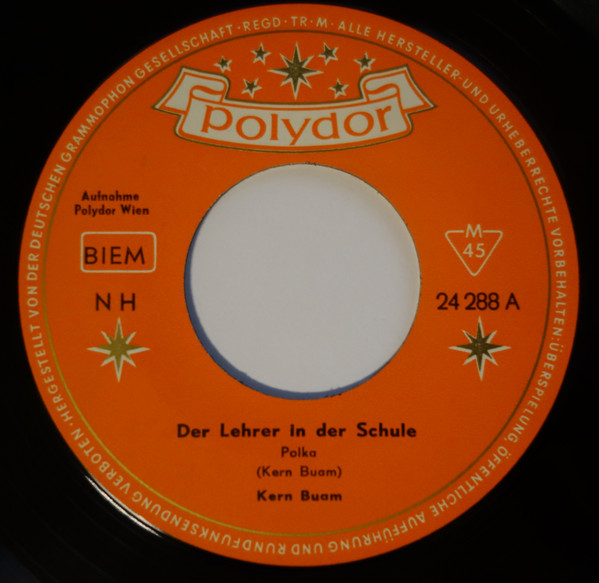 HERGESTELLT VON DER DEUTSCHEN GRAMMOPHON GESELLSCHAFT · REGD · TR · M · ALLE HERSTELLER- UND URHEBERRECHTE VORBEHALTEN: ÜBERSPIELUNG, ÖFFENTLICHE AUFFÜHRUNG UND RUNDFUNKSENDUNG VERBOTEN ·
polydor
Aufnahme
Polydor Wien
BIEM
M
45
N H
24 288 A
Der Lehrer in der Schule
Polka
(Kern Buam)
Kern Buam